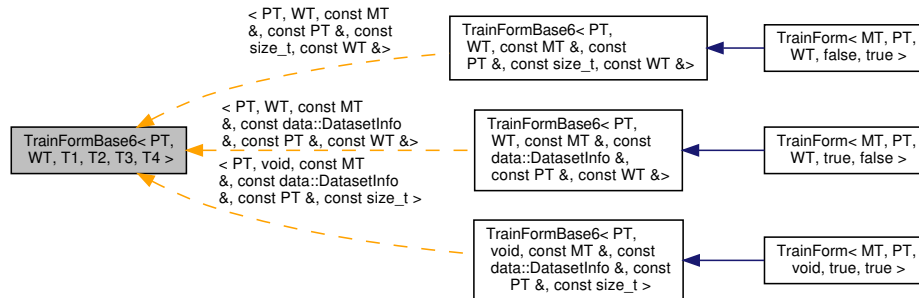 < PT, WT, const MT
&, const PT &, const
size_t, const WT &>
TrainFormBase6< PT,
WT, const MT &, const
PT &, const size_t, const WT &>
TrainForm< MT, PT,
WT, false, true >
TrainFormBase6< PT,
WT, T1, T2, T3, T4 >
< PT, WT, const MT
&, const data::DatasetInfo
&, const PT &, const WT &>
TrainFormBase6< PT,
WT, const MT &, const
data::DatasetInfo &,
const PT &, const WT &>
TrainForm< MT, PT,
WT, true, false >
< PT, void, const MT
&, const data::DatasetInfo
&, const PT &, const size_t >
TrainFormBase6< PT,
void, const MT &, const
data::DatasetInfo &, const
PT &, const size_t >
TrainForm< MT, PT,
void, true, true >